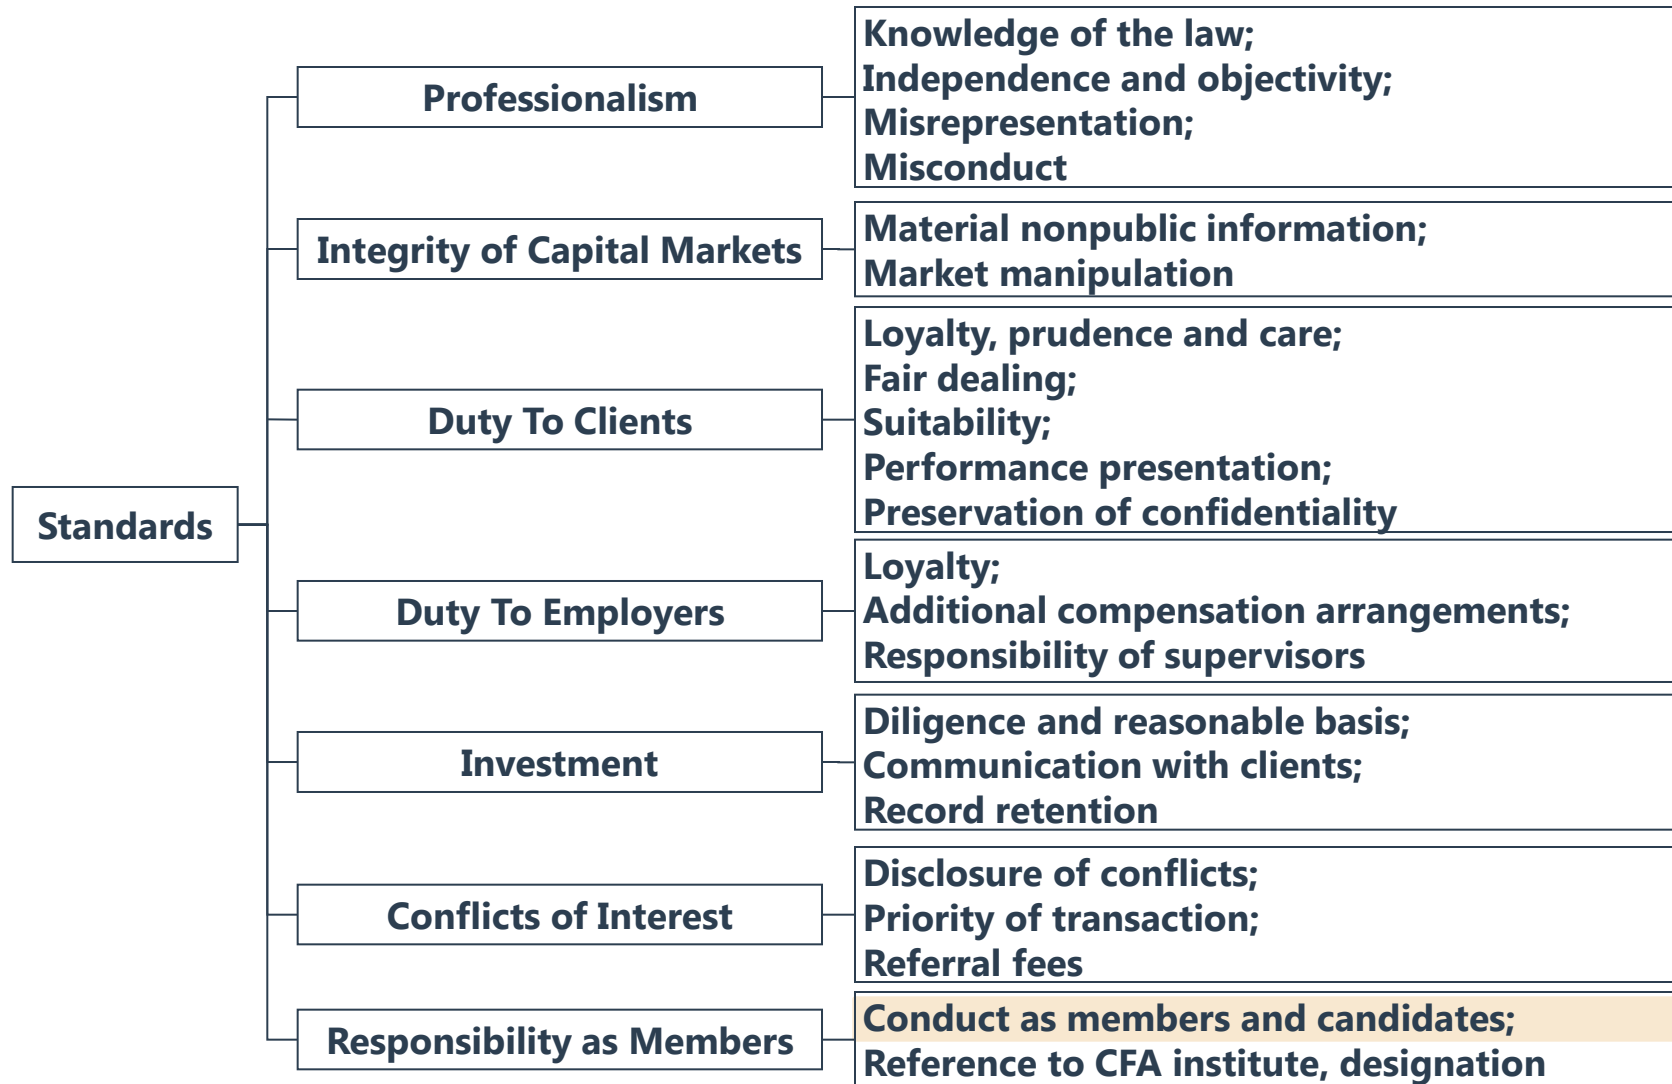 Standards
Professionalism
Knowledge of the law;
Independence and objectivity;
Misrepresentation;
Misconduct
Integrity of Capital Markets
Material nonpublic information;
Market manipulation
Duty To Clients
Loyalty, prudence and care;
Fair dealing;
Suitability;
Performance presentation;
Preservation of confidentiality
Duty To Employers
Loyalty;
Additional compensation arrangements;
Responsibility of supervisors
Investment
Diligence and reasonable basis;
Communication with clients;
Record retention
Conflicts of Interest
Disclosure of conflicts;
Priority of transaction;
Referral fees
Responsibility as Members
Conduct as members and candidates;
Reference to CFA institute, designation